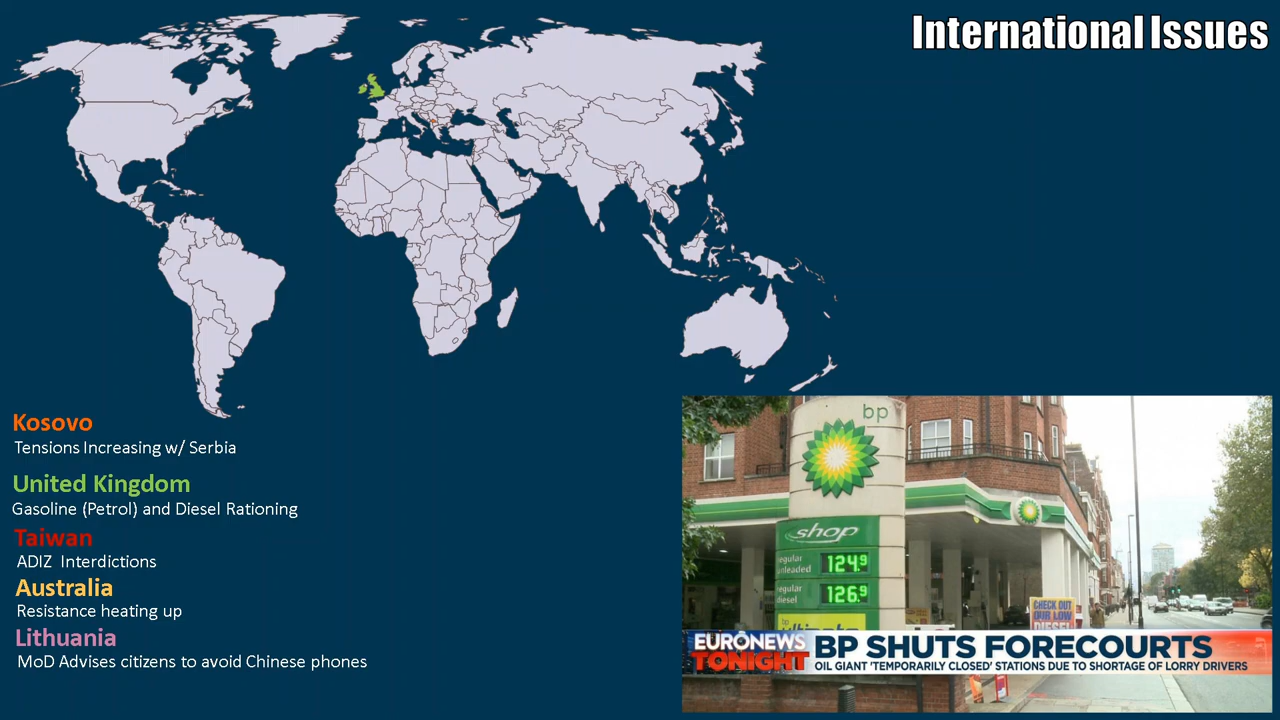 International Issues
Kosovo
Tensions Increasing w/ Serbia
United Kingdom
Gasoline (Petrol) and Diesel Rationing
Taiwan
ADIZ Interdictions
Australia
Resistance heating up
Lithuania
MoD Advises citizens to avoid Chinese phones
bp
shop
regular
unleaded
124.9
regular
diesel
126.9
ultimate
CHECK OUT
OUR LOW
DIESEL
EURONEWS
TONIGHT
BP SHUTS FORECOURTS
OIL GIANT 'TEMPORARILY CLOSED' STATIONS DUE TO SHORTAGE OF LORRY DRIVERS